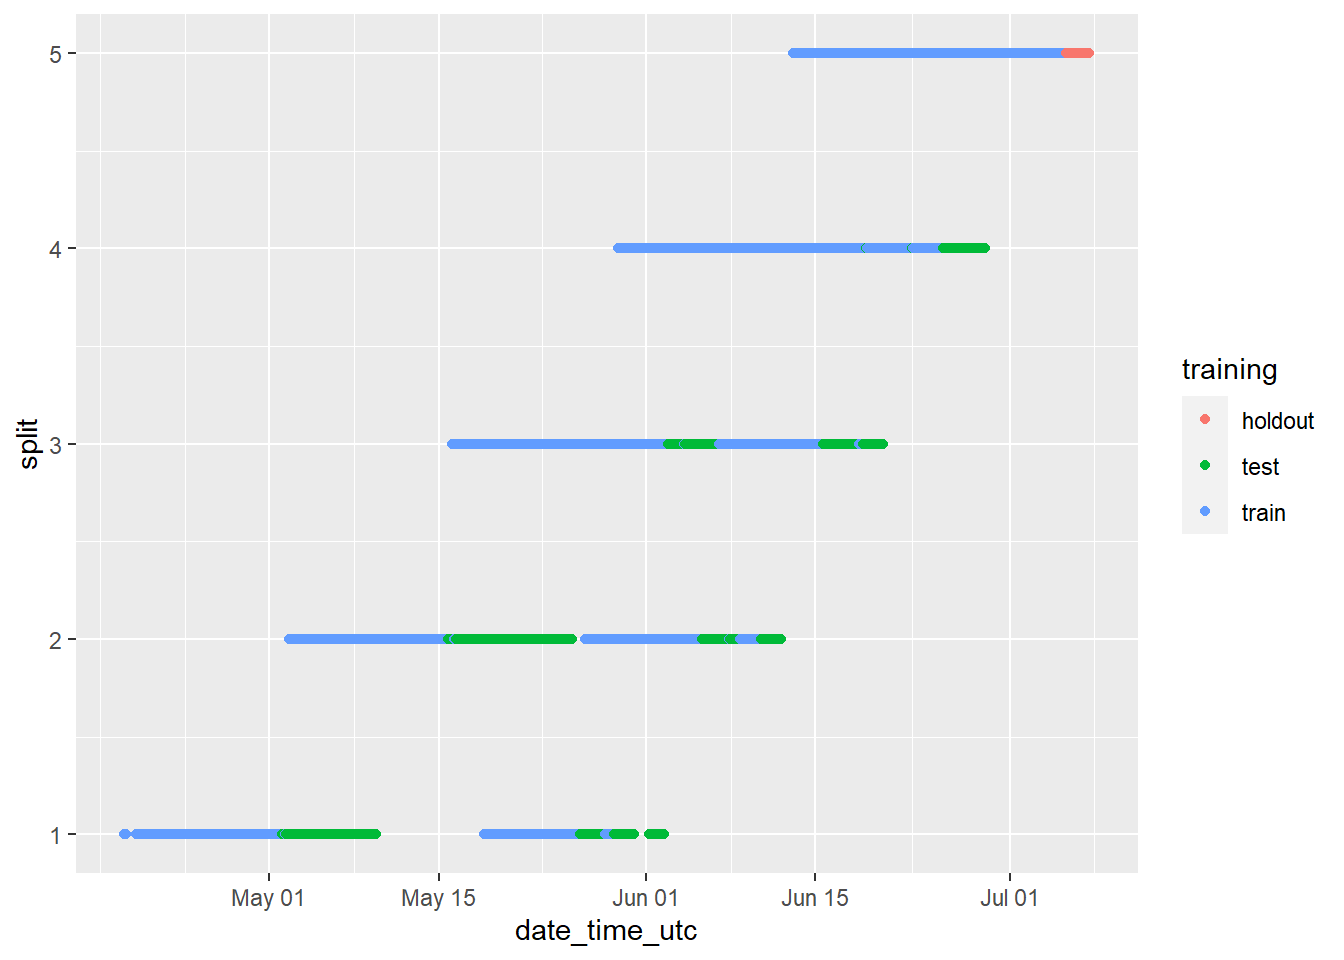 5
4
3
2
1
split
May 01
May 15
Jun 01
Jun 15
Jul 01
date_time_utc
training
holdout
test
train